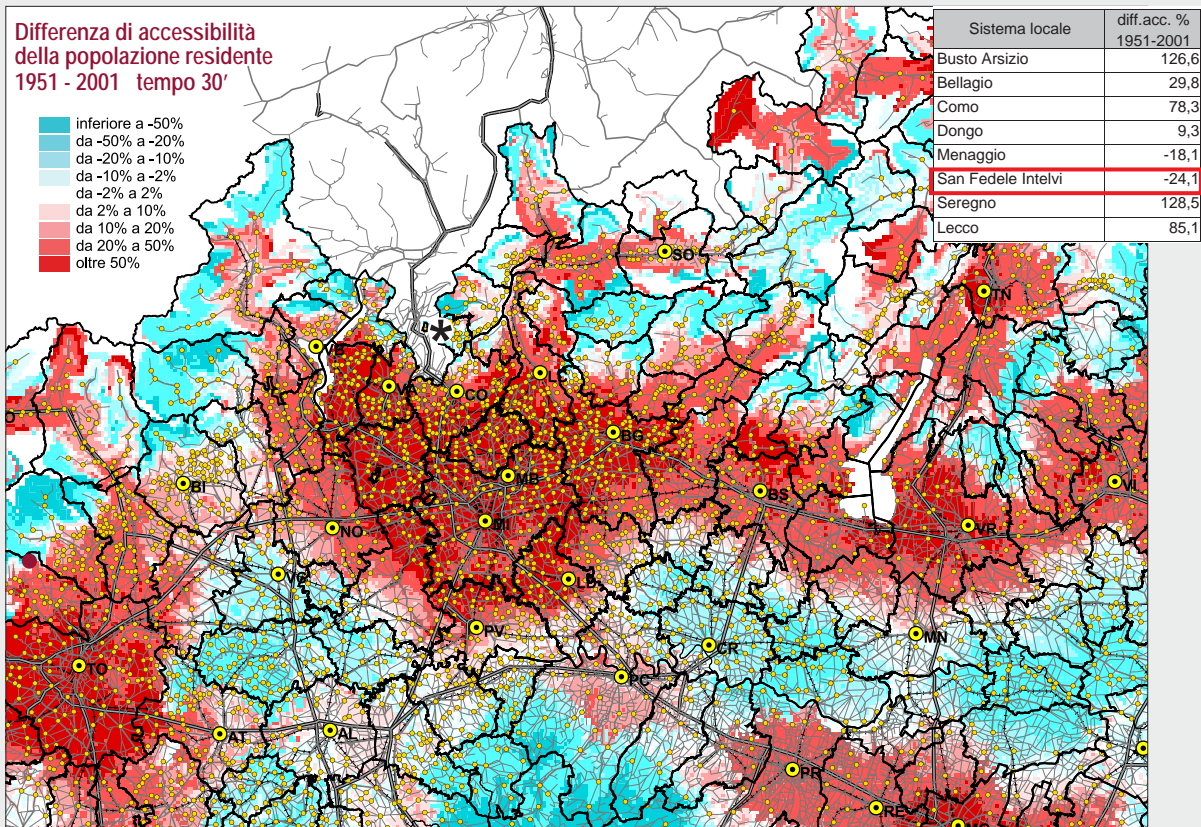 Differenza di accessibilità
della popolazione residente
1951 - 2001 tempo 30'
inferiore a -50%
da -50% a -20%
da -20% a -10%
da -10% a -2%
da -2% a 2%
da 2% a 10%
da 10% a 20%
da 20% a 50%
oltre 50%
Sistema locale diff.acc. % 1951-2001
Busto Arsizio 126,6
Bellagio 29,8
Como 78,3
Dongo 9,3
Menaggio -18,1
San Fedele Intelvi -24,1
Seregno 128,5
Lecco 85,1
SO
TN
*
CO
BG
BI
MB
BS
VI
NO
MI
VR
VC
LO
PV
MN
CR
TO
PC
AT
AL
PR
RE